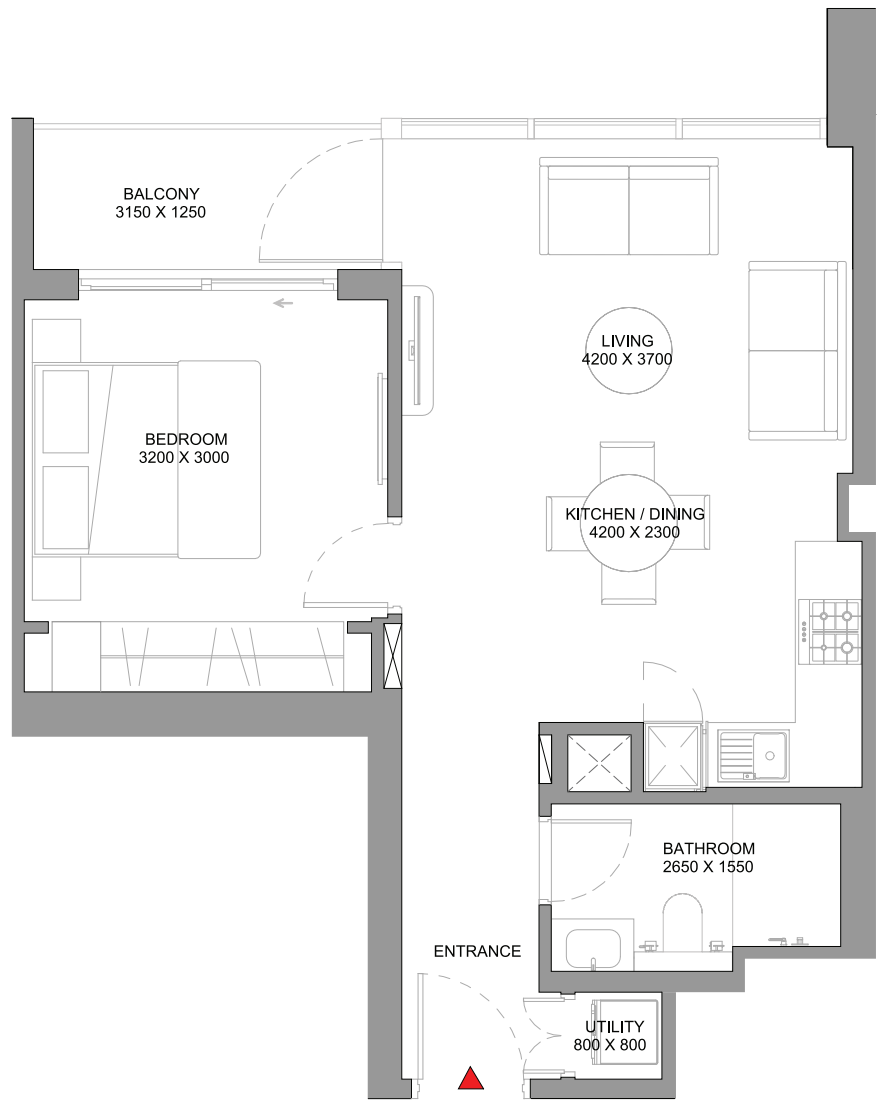 BALCONY
3150 X 1250
LIVING
4200 X 3700
BEDROOM
3200 X 3000
KITCHEN / DINING
4200 X 2300
BATHROOM
2650 X 1550
ENTRANCE
UTILITY
800 X 800